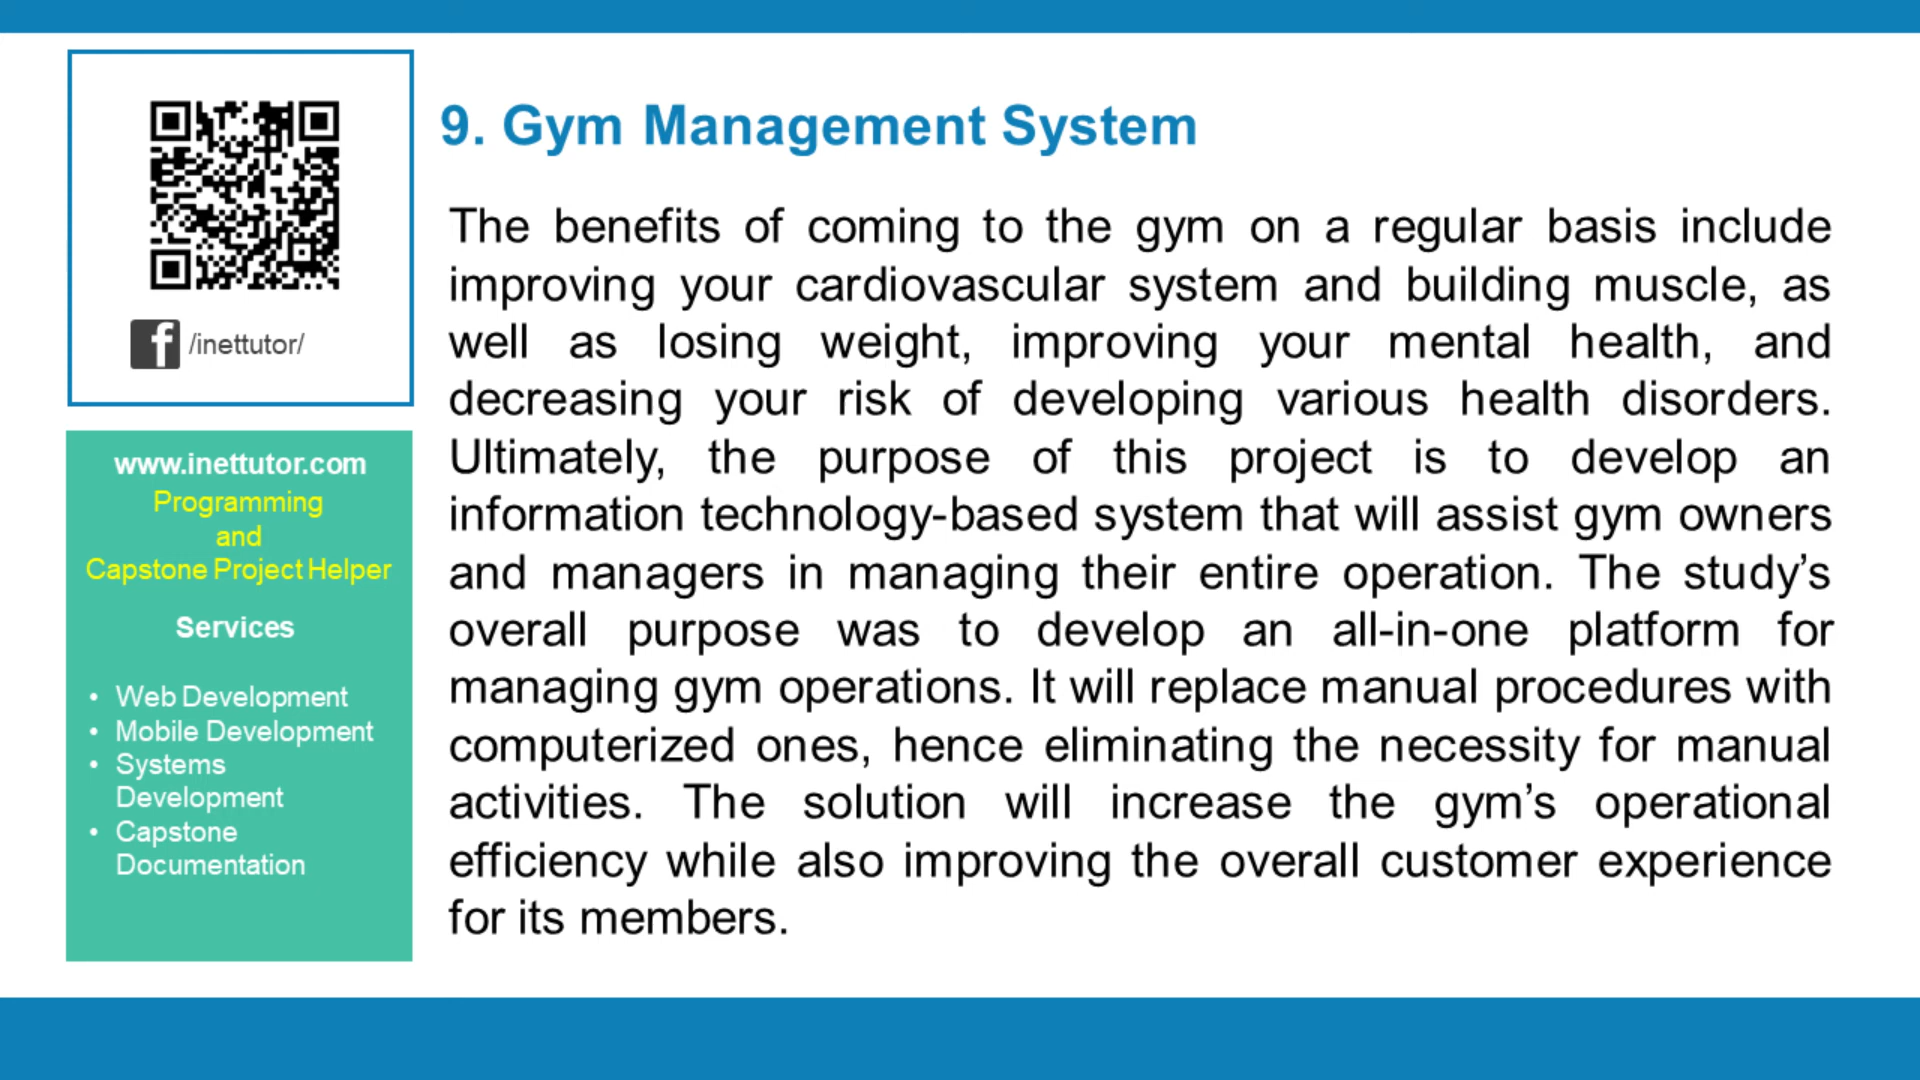 /inettutor/
www.inettutor.com
Programming
and
Capstone Project Helper
Services
• Web Development
• Mobile Development
• Systems
Development
• Capstone
Documentation
9. Gym Management System
The benefits of coming to the gym on a regular basis include
improving your cardiovascular system and building muscle, as
well as losing weight, improving your mental health, and
decreasing your risk of developing various health disorders.
Ultimately, the purpose of this project is to develop an
information technology-based system that will assist gym owners
and managers in managing their entire operation. The study’s
overall purpose was to develop an all-in-one platform for
managing gym operations. It will replace manual procedures with
computerized ones, hence eliminating the necessity for manual
activities. The solution will increase the gym’s operational
efficiency while also improving the overall customer experience
for its members.